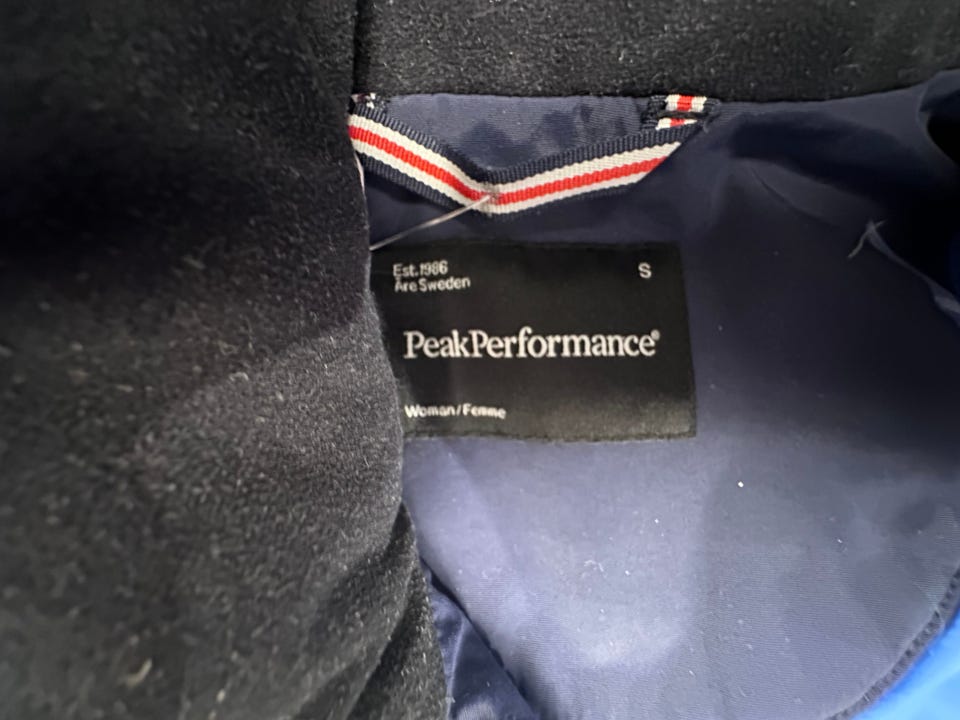 Est.1986 S
Åre Sweden
PeakPerformance®
Woman/Femme